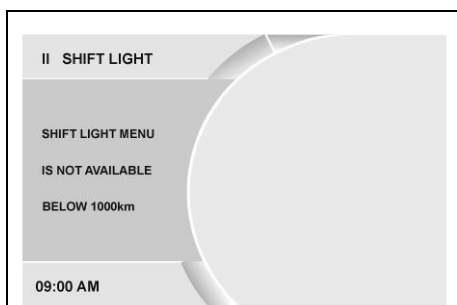 II SHIFT LIGHT
SHIFT LIGHT MENU
IS NOT AVAILABLE
BELOW 1000km
09:00 AM